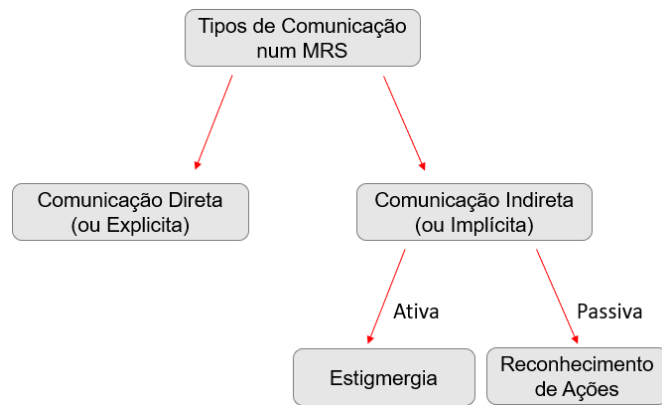 Tipos de Comunicação
num MRS
Comunicação Direta
(ou Explicita)
Comunicação Indireta
(ou Implícita)
Ativa
Passiva
Estigmergia
Reconhecimento
de Ações